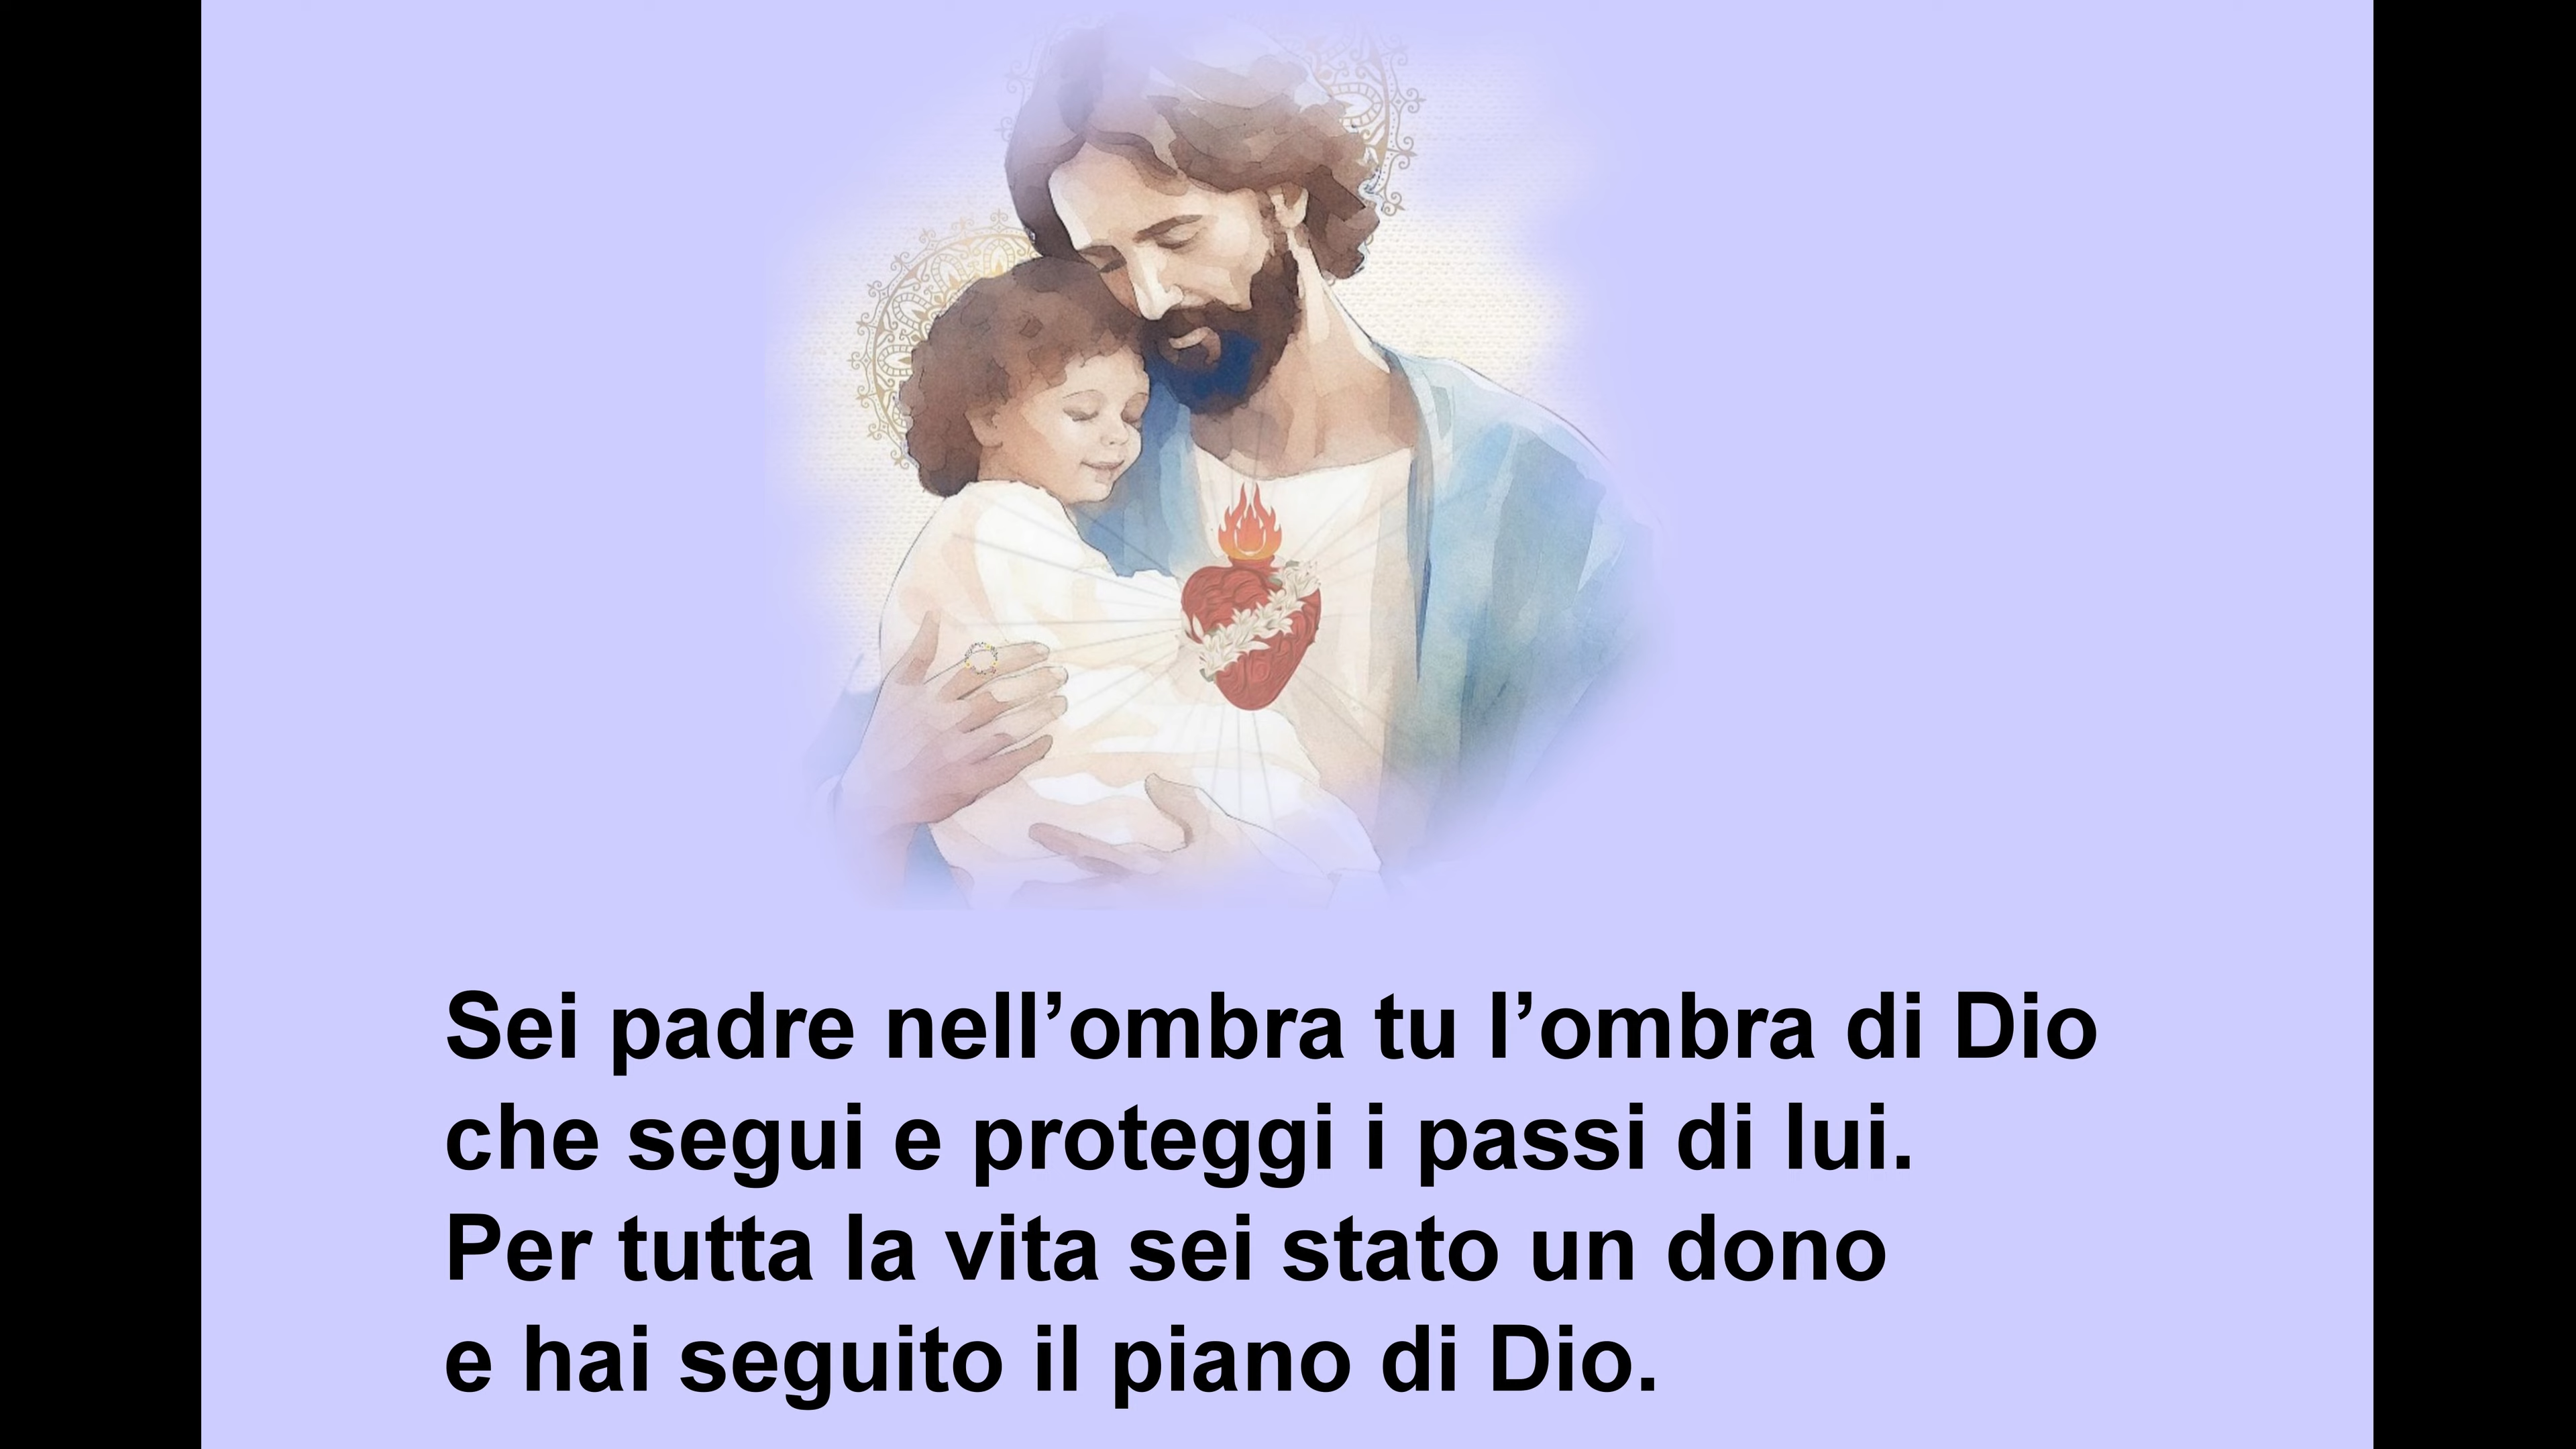 Sei padre nell’ombra tu l’ombra di Dio
che segui e proteggi i passi di lui.
Per tutta la vita sei stato un dono
e hai seguito il piano di Dio.